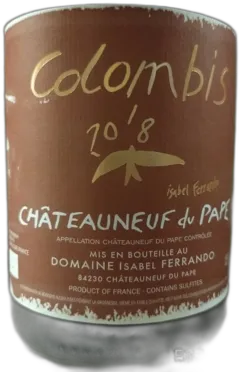 Colombis
2018
isabel Ferrando
CHÂTEAUNEUF du PAPE
APPELLATION CHÂTEAUNEUF DU PAPE CONTRÔLÉE
MIS EN BOUTEILLE AU
DOMAINE ISABEL FERRANDO
84230 CHÂTEAUNEUF DU PAPE
PRODUCT OF FRANCE - CONTAINS SULFITES